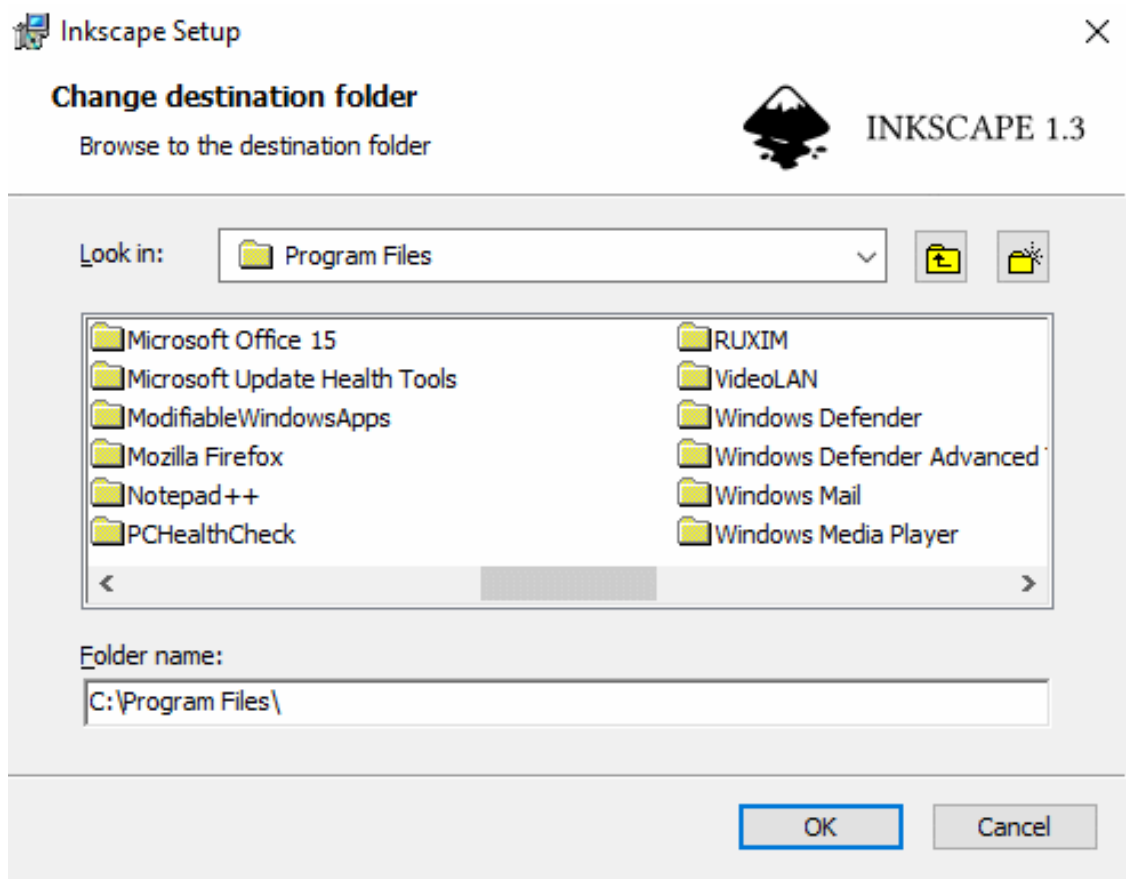 Inkscape Setup
Change destination folder
Browse to the destination folder
INKSCAPE 1.3
Look in:
Program Files
Microsoft Office 15
Microsoft Update Health Tools
ModifiableWindowsApps
Mozilla Firefox
Notepad++
PCHealthCheck
RUXIM
VideoLAN
Windows Defender
Windows Defender Advanced
Windows Mail
Windows Media Player
Folder name:
C:\Program Files\
OK
Cancel